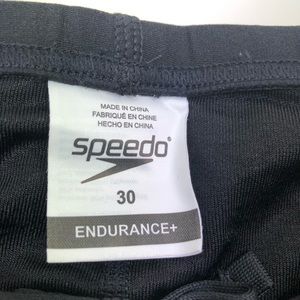 MADE IN CHINA
FABRIQUÉ EN CHINE
HECHO EN CHINA
speedo
30
ENDURANCE+